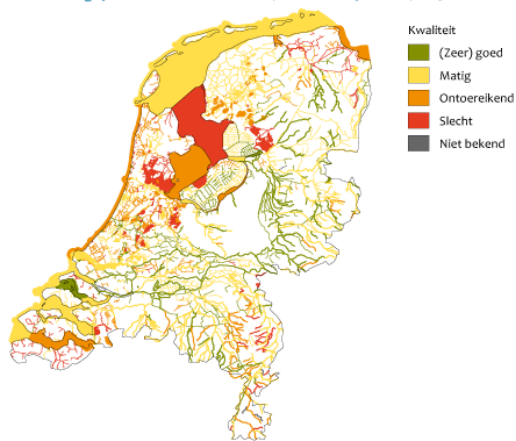 Kwaliteit
(Zeer) goed
Matig
Ontoereikend
Slecht
Niet bekend